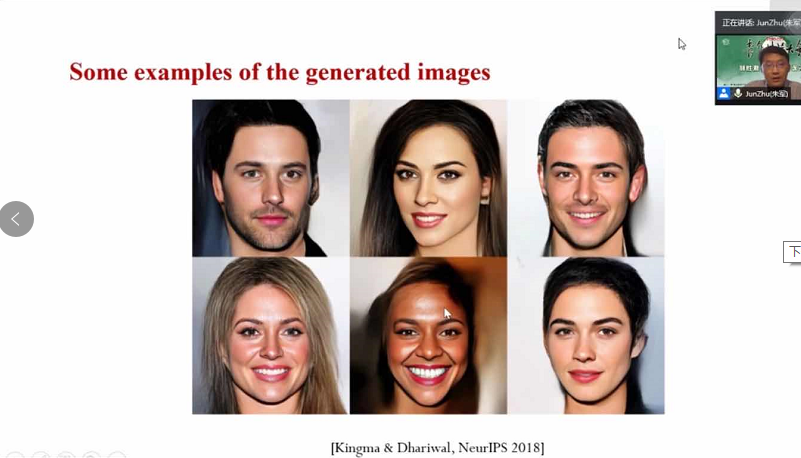 正在讲话: JunZhu(朱军
Some examples of the generated images
JunZhu(朱军)
下
[Kingma & Dhariwal, NeurIPS 2018]